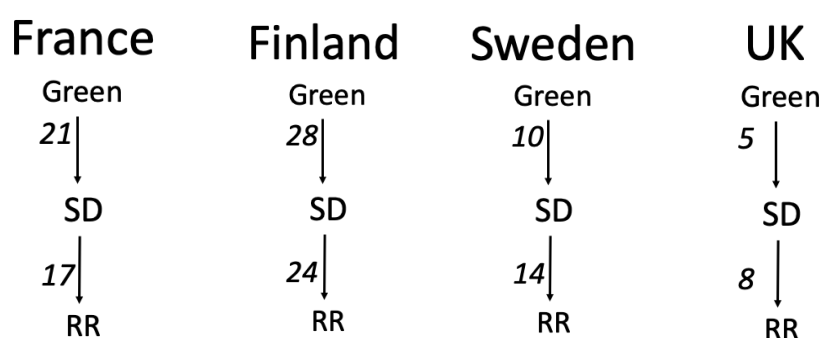 France Finland Sweden UK
Green Green Green Green
21 28 10 5
SD SD SD SD
17 24 14 8
RR RR RR RR